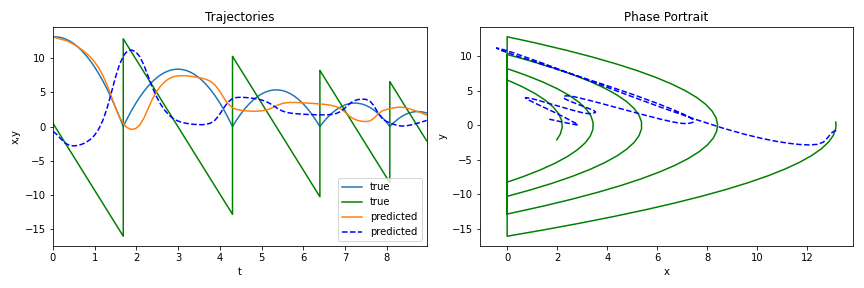 Trajectories
x,y
10
5
0
−5
−10
−15
0 1 2 3 4 5 6 7 8
t
true
true
predicted
predicted
Phase Portrait
y
10
5
0
−5
−10
−15
0 2 4 6 8 10 12
x